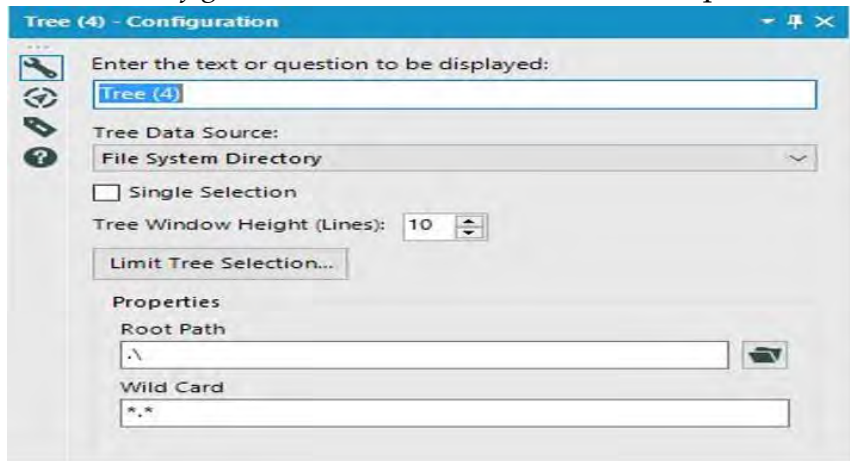 Tree (4) - Configuration
Enter the text or question to be displayed:
Tree (4)
Tree Data Source:
File System Directory
Single Selection
Tree Window Height (Lines): 10
Limit Tree Selection...
Properties
Root Path
.\
Wild Card
*.*